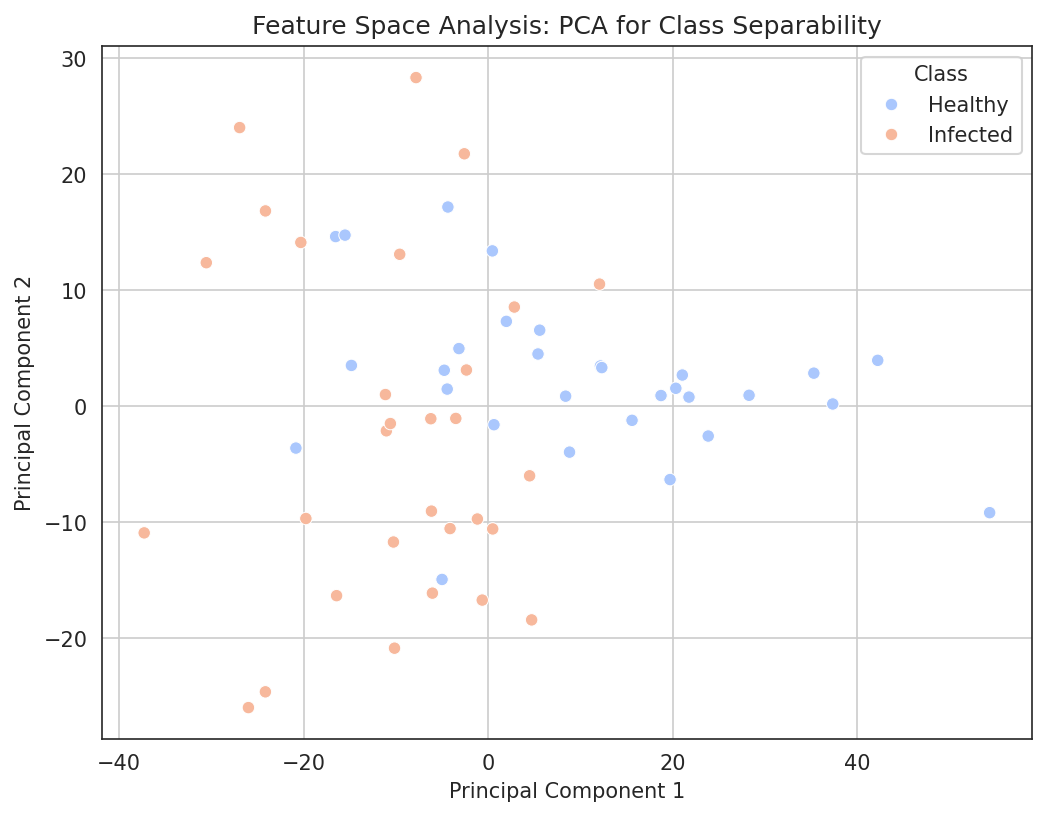 Feature Space Analysis: PCA for Class Separability
Class
Healthy
Infected
30
20
10
0
−10
−20
Principal Component 2
−40
−20
0
20
40
Principal Component 1